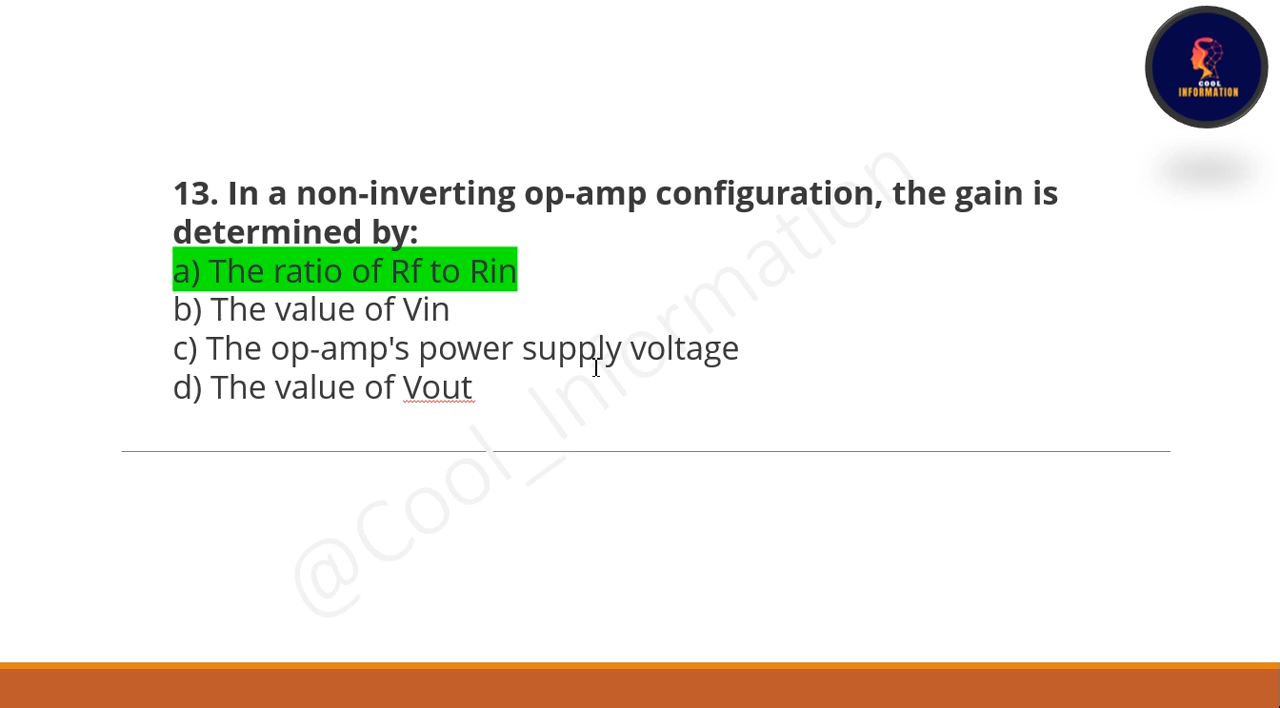 COOL
INFORMATION
13. In a non-inverting op-amp configuration, the gain is
determined by:
a) The ratio of Rf to Rin
b) The value of Vin
c) The op-amp's power supply voltage
d) The value of Vout
@Cool_Information